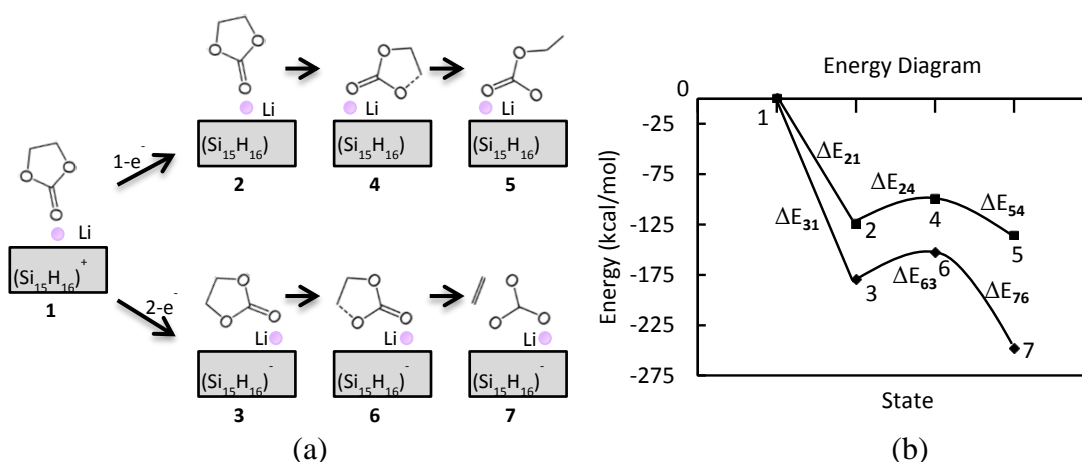 O O O
Li
(Si₁₅H₁₆)⁺
1
1-e⁻
2-e⁻
O O O
Li
(Si₁₅H₁₆)
2
O O O
Li
(Si₁₅H₁₆)
4
O O O
Li
(Si₁₅H₁₆)
5
O O O
Li
(Si₁₅H₁₆)⁻
3
O O O
Li
(Si₁₅H₁₆)⁻
6
O O O
Li
(Si₁₅H₁₆)⁻
7
(a)
Energy Diagram
Energy (kcal/mol)
0
-25
-75
-125
-175
-225
-275
1
ΔE₂₁
ΔE₂₄
ΔE₅₄
ΔE₃₁
2
4
5
ΔE₆₃
3
6
ΔE₇₆
7
State
(b)